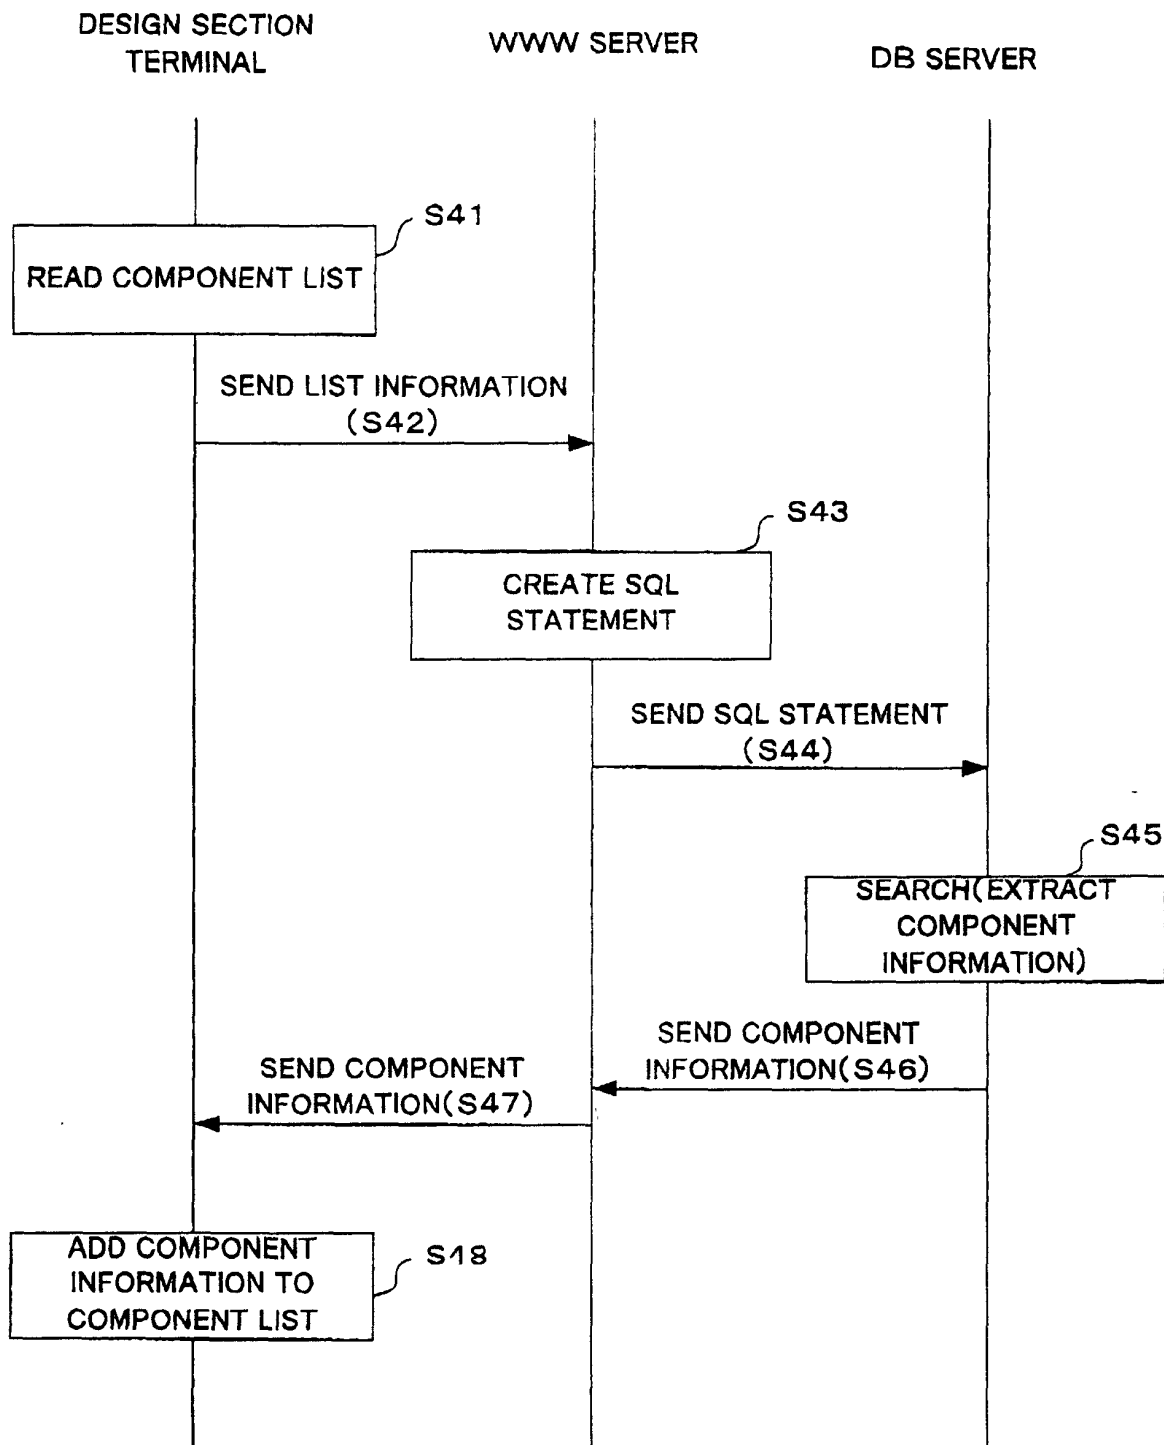 DESIGN SECTION
TERMINAL
WWW SERVER
DB SERVER
S41
READ COMPONENT LIST
SEND LIST INFORMATION
(S42)
S43
CREATE SQL
STATEMENT
SEND SQL STATEMENT
(S44)
S45
SEARCH(EXTRACT
COMPONENT
INFORMATION)
SEND COMPONENT
INFORMATION(S46)
SEND COMPONENT
INFORMATION(S47)
ADD COMPONENT
INFORMATION TO
COMPONENT LIST
S48